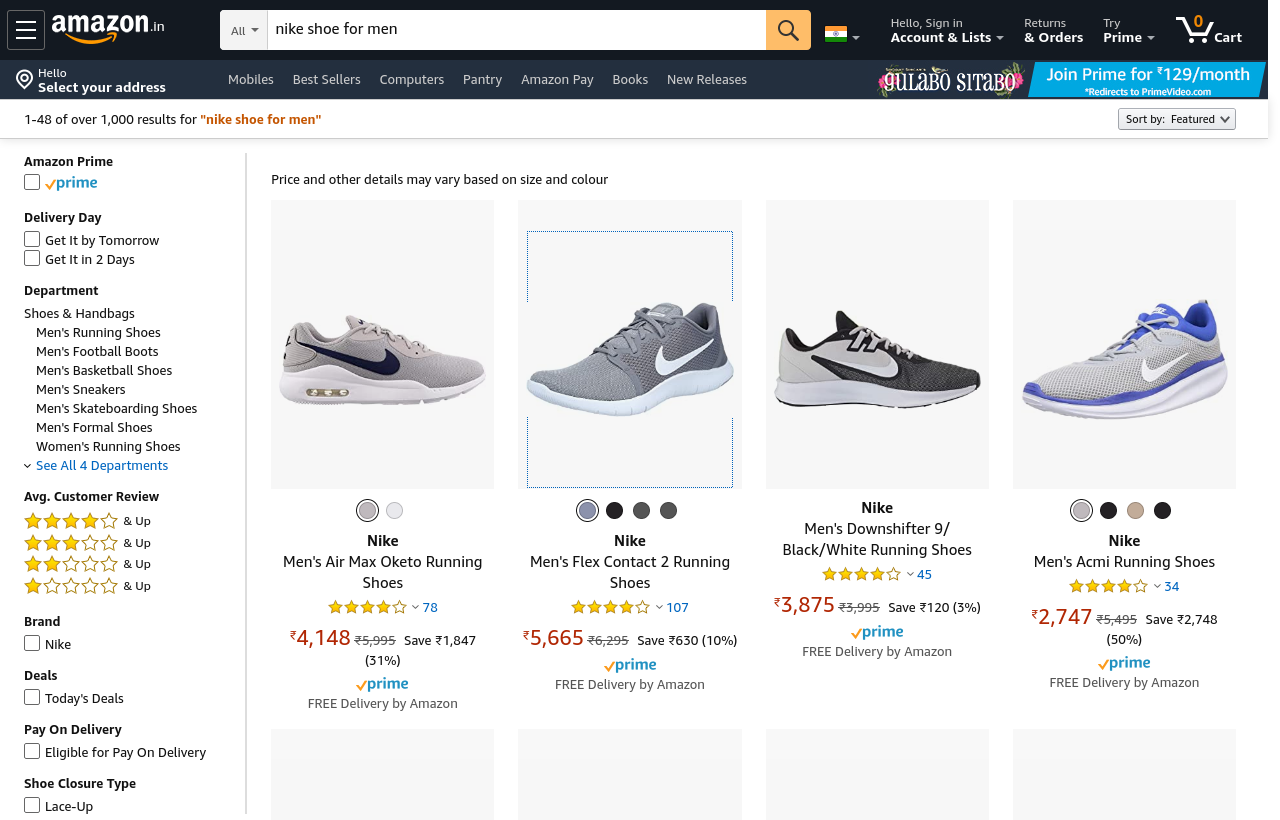 amazon.in
All
nike shoe for men
Hello, Sign in
Account & Lists
Returns
& Orders
Try
Prime
0
Cart
Hello
Select your address
Mobiles
Best Sellers
Computers
Pantry
Amazon Pay
Books
New Releases
GULABO SITABO
Join Prime for ₹129/month
*Redirects to PrimeVideo.com
1-48 of over 1,000 results for "nike shoe for men"
Sort by: Featured
Amazon Prime
prime
Delivery Day
Get It by Tomorrow
Get It in 2 Days
Department
Shoes & Handbags
Men's Running Shoes
Men's Football Boots
Men's Basketball Shoes
Men's Sneakers
Men's Skateboarding Shoes
Men's Formal Shoes
Women's Running Shoes
See All 4 Departments
Avg. Customer Review
& Up
& Up
& Up
& Up
Brand
Nike
Deals
Today's Deals
Pay On Delivery
Eligible for Pay On Delivery
Shoe Closure Type
Lace-Up
Price and other details may vary based on size and colour
Nike
Men's Air Max Oketo Running
Shoes
78
₹4,148 ₹5,995 Save ₹1,847
(31%)
prime
FREE Delivery by Amazon
Nike
Men's Flex Contact 2 Running
Shoes
107
₹5,665 ₹6,295 Save ₹630 (10%)
prime
FREE Delivery by Amazon
Nike
Men's Downshifter 9/
Black/White Running Shoes
45
₹3,875 ₹3,995 Save ₹120 (3%)
prime
FREE Delivery by Amazon
Nike
Men's Acmi Running Shoes
34
₹2,747 ₹5,495 Save ₹2,748
(50%)
prime
FREE Delivery by Amazon